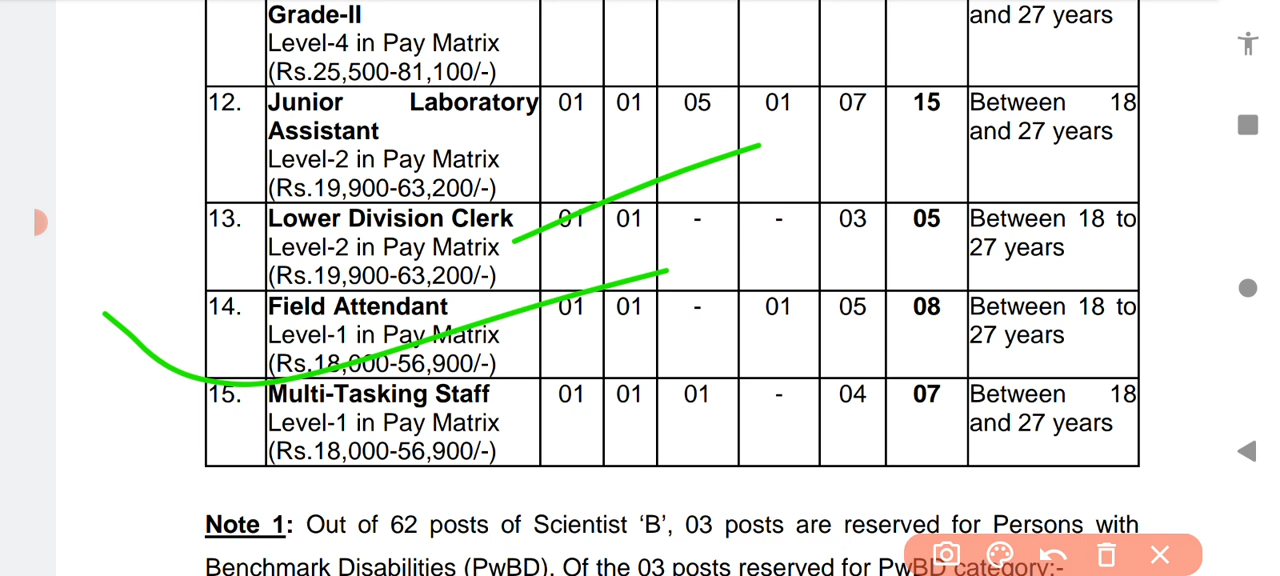 Grade-II and 27 years
Level-4 in Pay Matrix
(Rs.25,500-81,100/-)
12. Junior Laboratory 01 01 05 01 07 15 Between 18
Assistant and 27 years
Level-2 in Pay Matrix
(Rs.19,900-63,200/-)
13. Lower Division Clerk 01 01 - - 03 05 Between 18 to
Level-2 in Pay Matrix 27 years
(Rs.19,900-63,200/-)
14. Field Attendant 01 01 - 01 05 08 Between 18 to
Level-1 in Pay Matrix 27 years
(Rs.18,000-56,900/-)
15. Multi-Tasking Staff 01 01 01 - 04 07 Between 18
Level-1 in Pay Matrix and 27 years
(Rs.18,000-56,900/-)
Note 1: Out of 62 posts of Scientist ‘B’, 03 posts are reserved for Persons with
Benchmark Disabilities (PwBD). Of the 03 posts reserved for PwBD category:-